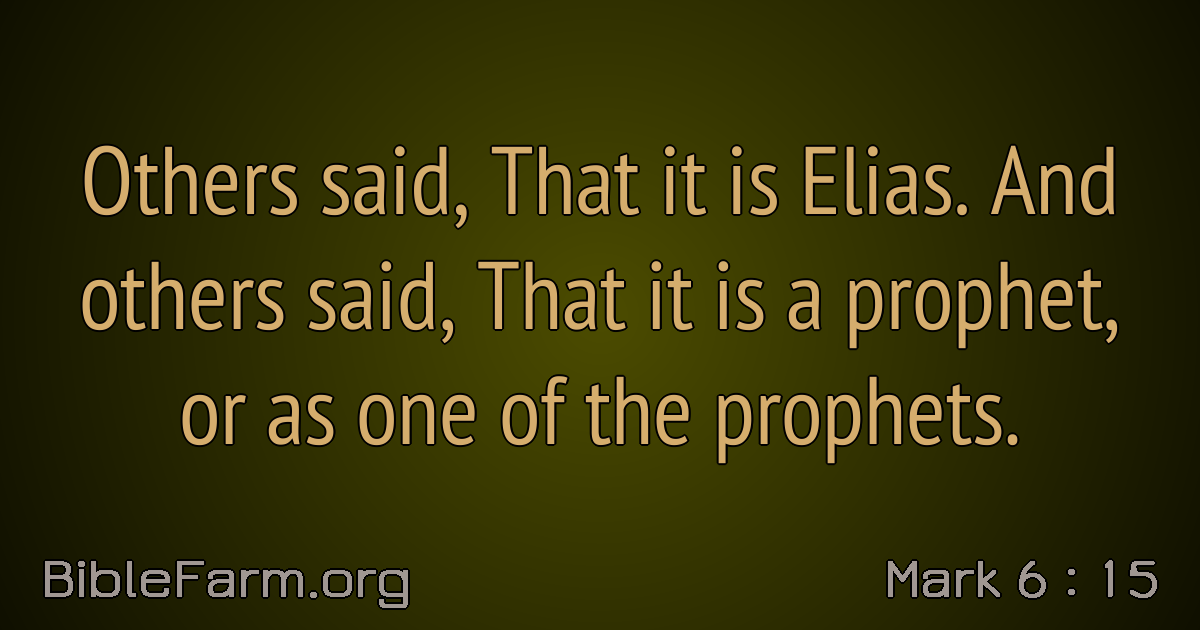 Others said, That it is Elias. And
others said, That it is a prophet,
or as one of the prophets.
BibleFarm.org
Mark 6 : 15